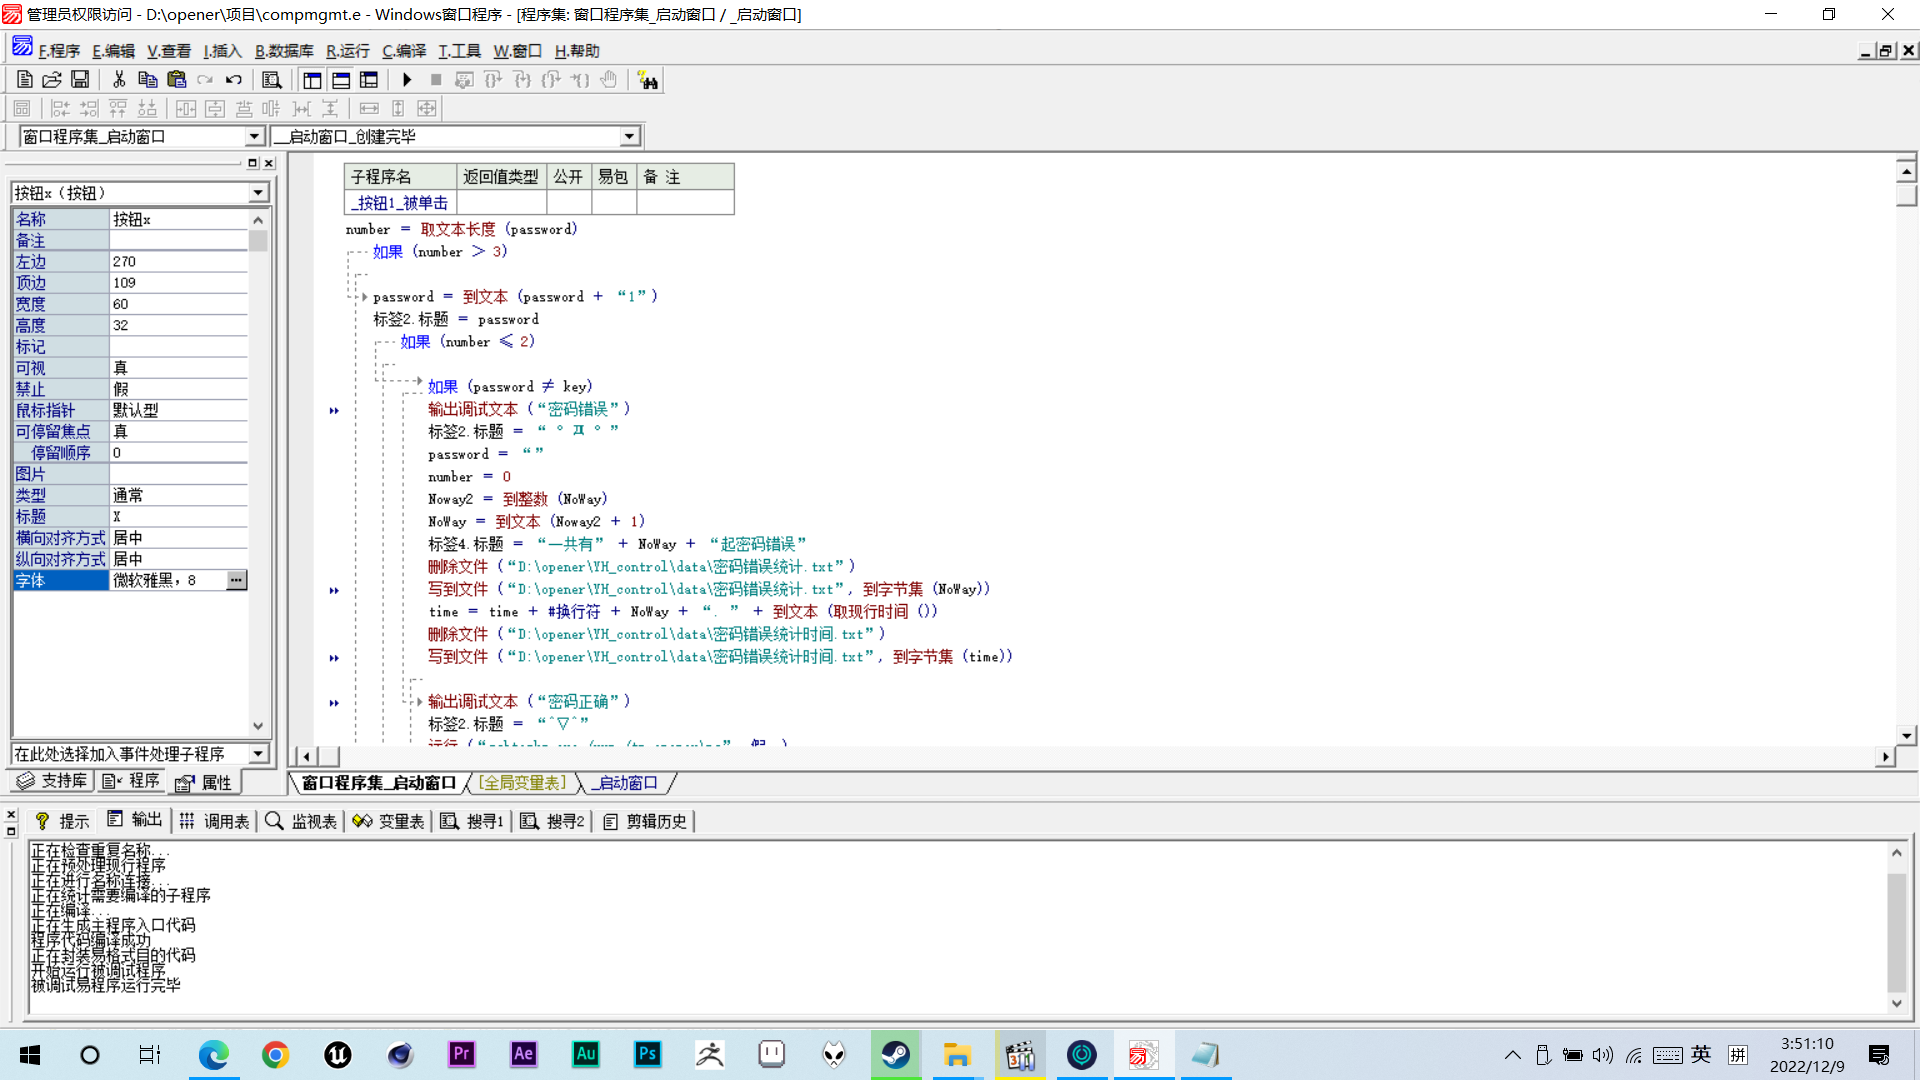 管理员权限访问 - D:\opener\项目\compmgmt.e - Windows窗口程序 - [程序集: 窗口程序集_启动窗口 / _启动窗口]
F.程序 E.编辑 V.查看 I.插入 B.数据库 R.运行 C.编译 T.工具 W.窗口 H.帮助
窗口程序集_启动窗口 __启动窗口_创建完毕
按钮x（按钮）
名称 按钮x
备注
左边 270
顶边 109
宽度 60
高度 32
标记
可视 真
禁止 假
鼠标指针 默认型
可停留焦点 真
停留顺序 0
图片
类型 通常
标题 X
横向对齐方式 居中
纵向对齐方式 居中
字体 微软雅黑，8 ...
在此处选择加入事件处理子程序
支持库 程序 属性
子程序名 返回值类型 公开 易包 备 注
_按钮1_被单击
number = 取文本长度 (password)
如果 (number > 3)
password = 到文本 (password + “1”)
标签2.标题 = password
如果 (number ≤ 2)
如果 (password ≠ key)
输出调试文本 (“密码错误”)
标签2.标题 = “ ° Д ° ”
password = “”
number = 0
Noway2 = 到整数 (NoWay)
NoWay = 到文本 (Noway2 + 1)
标签4.标题 = “一共有” + NoWay + “起密码错误”
删除文件 (“D:\opener\YH_control\data\密码错误统计.txt”)
写到文件 (“D:\opener\YH_control\data\密码错误统计.txt”, 到字节集 (NoWay))
time = time + #换行符 + NoWay + “. ” + 到文本 (取现行时间 ())
删除文件 (“D:\opener\YH_control\data\密码错误统计时间.txt”)
写到文件 (“D:\opener\YH_control\data\密码错误统计时间.txt”, 到字节集 (time))
输出调试文本 (“密码正确”)
标签2.标题 = “^▽^”
窗口程序集_启动窗口 [全局变量表] _启动窗口
提示 输出 调用表 监视表 变量表 搜寻1 搜寻2 剪辑历史
正在检查重复名称...
正在预处理现行程序
正在进行名称连接...
正在统计需要编译的子程序
正在编译...
正在生成主程序入口代码
程序代码编译成功
正在封装易格式目的代码
开始运行被调试程序
被调试易程序运行完毕
Pr Ae Au Ps
英 拼
3:51:10
2022/12/9